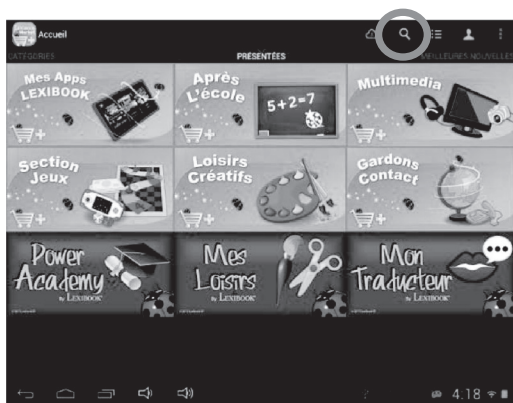 Accueil
CATÉGORIES
PRÉSENTÉES
MEILLEURES NOUVELLES
Mes Apps
LEXIBOOK
Après
L'école
5+2=7
Multimedia
Section
Jeux
Loisirs
Créatifs
Gardons
Contact
Power
Academy
By LEXIBOOK
Mes
Loisirs
By LEXIBOOK
Mon
Traducteur
By LEXIBOOK
4:18